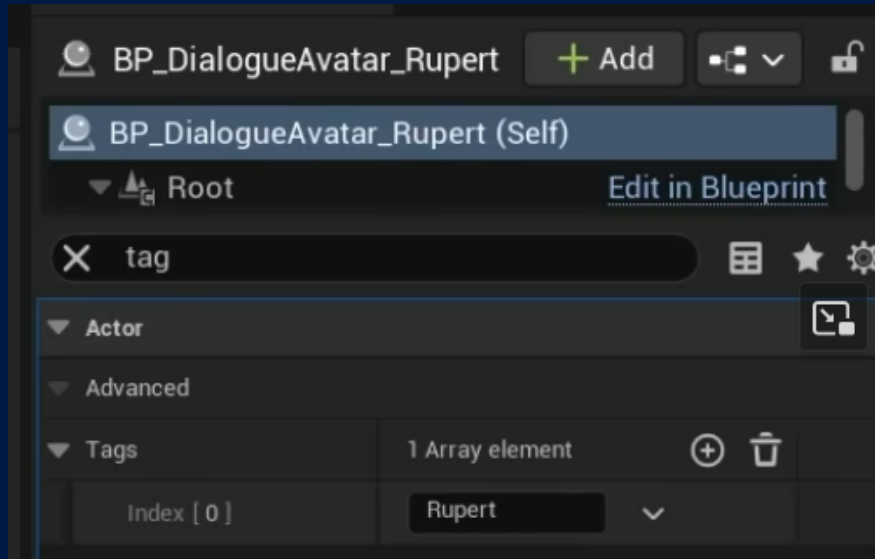 BP_DialogueAvatar_Rupert + Add
BP_DialogueAvatar_Rupert (Self)
Root Edit in Blueprint
tag
Actor
Advanced
Tags 1 Array element
Index [ 0 ] Rupert